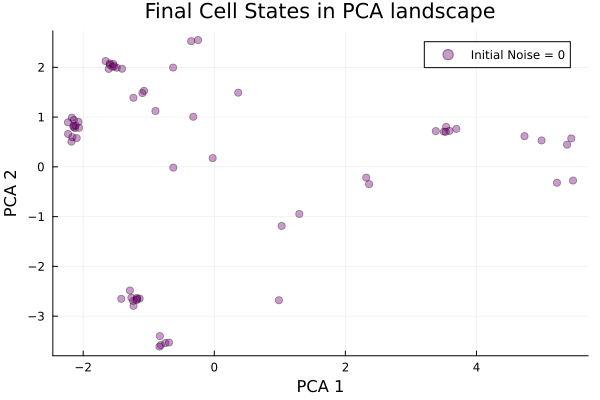 Final Cell States in PCA landscape
Initial Noise = 0
PCA 2
2
1
0
−1
−2
−3
−2
0
2
4
PCA 1